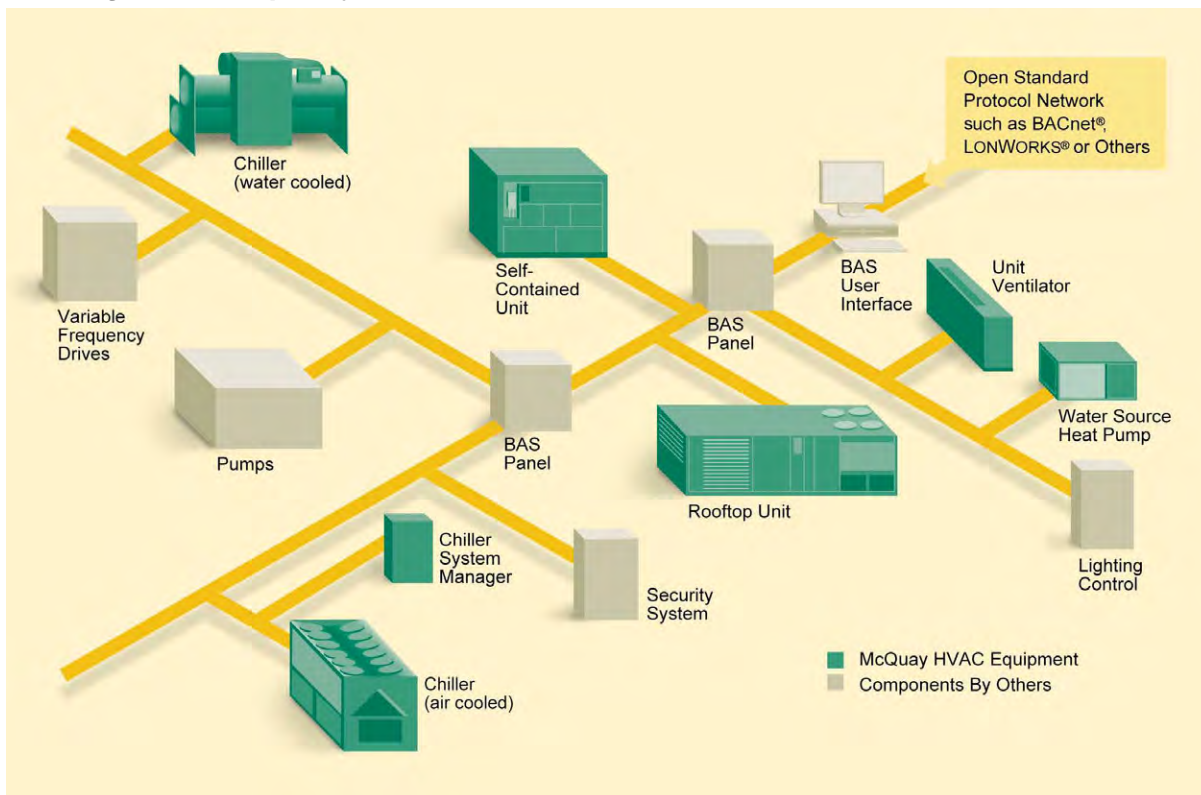 Chiller
(water cooled)
Open Standard
Protocol Network
such as BACnet®,
LONWORKS® or Others
Variable
Frequency
Drives
Self-
Contained
Unit
BAS
Panel
BAS
User
Interface
Unit
Ventilator
Pumps
BAS
Panel
Water Source
Heat Pump
Rooftop Unit
Chiller
System
Manager
Security
System
Lighting
Control
Chiller
(air cooled)
McQuay HVAC Equipment
Components By Others